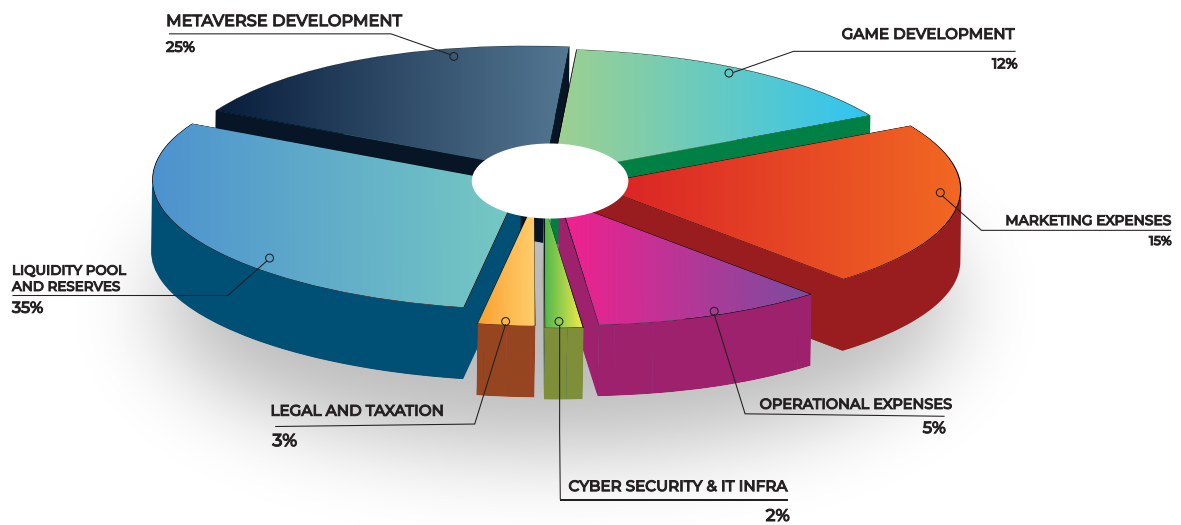 METAVERSE DEVELOPMENT
25%
GAME DEVELOPMENT
12%
MARKETING EXPENSES
15%
LIQUIDITY POOL
AND RESERVES
35%
LEGAL AND TAXATION
3%
OPERATIONAL EXPENSES
5%
CYBER SECURITY & IT INFRA
2%